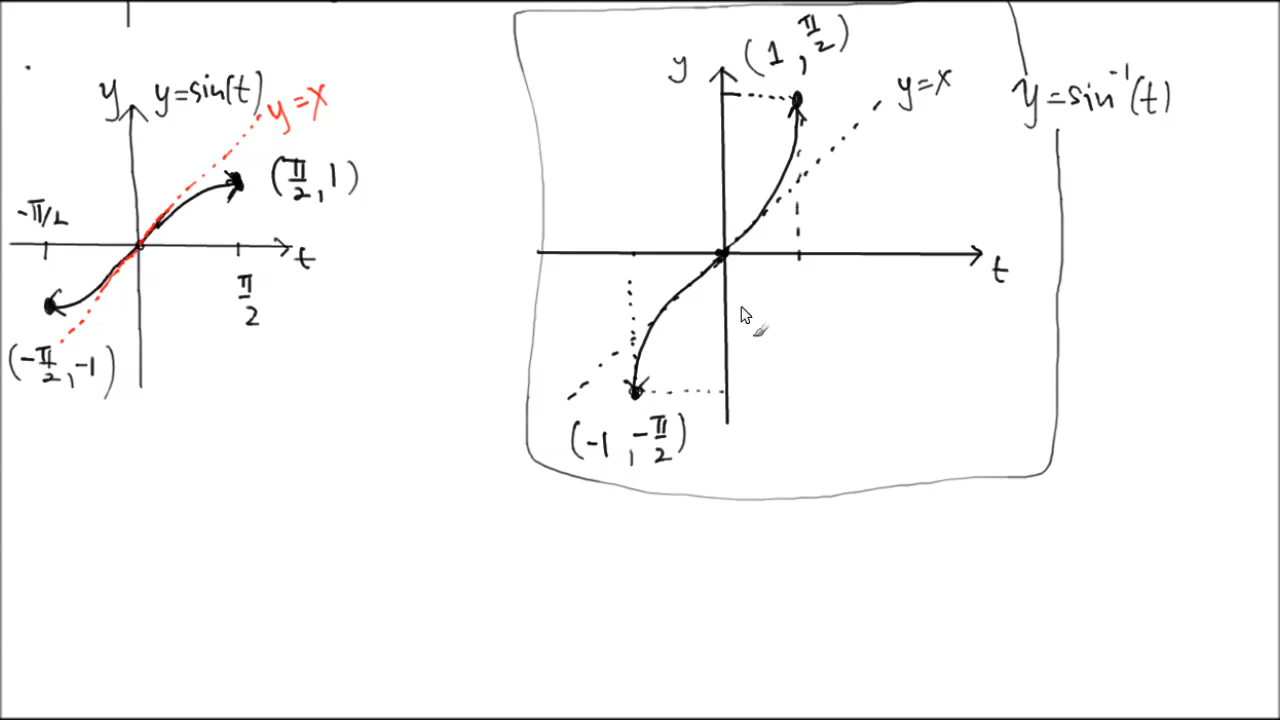 y
y=sin(t)
y=x
(π/2, 1)
-π/2
t
π/2
(-π/2, -1)
(1, π/2)
y
y=x
y=sin⁻¹(t)
t
(-1, -π/2)